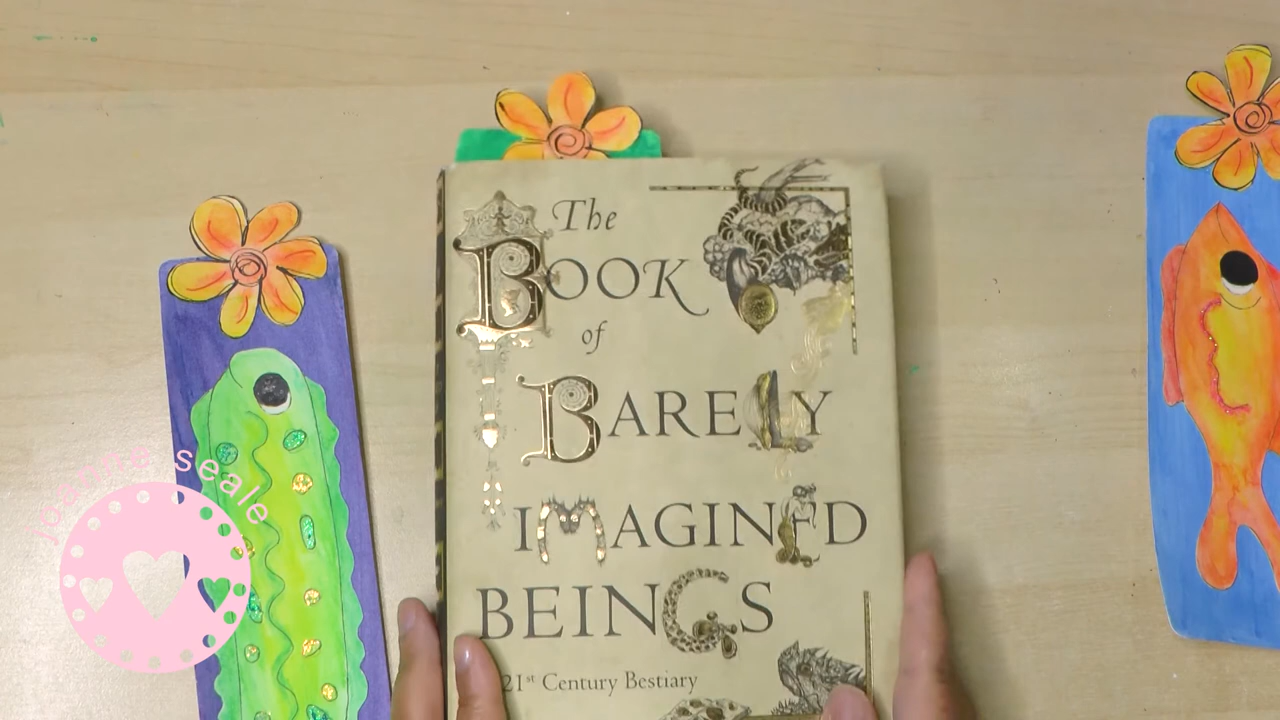 The
BOOK
of
BARELY
IMAGINED
BEINGS
21st Century Bestiary
joanne seale